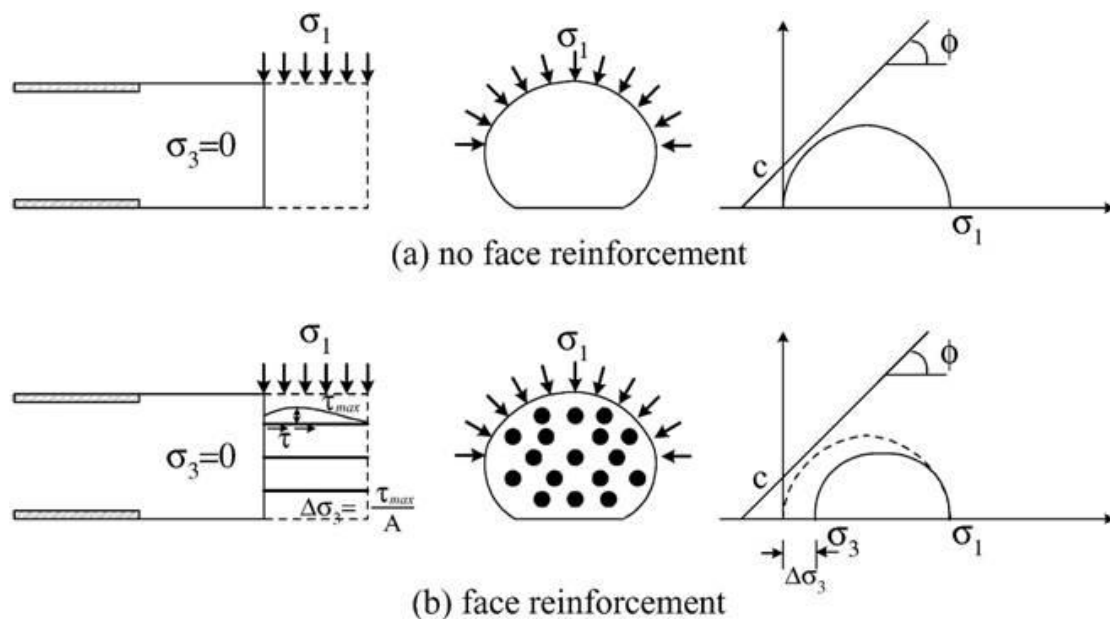 σ1
σ3=0
σ1
c
ϕ
σ1
(a) no face reinforcement
σ1
τmax
τ
σ3=0
Δσ3= τmax
A
σ1
c
ϕ
σ3
σ1
Δσ3
(b) face reinforcement